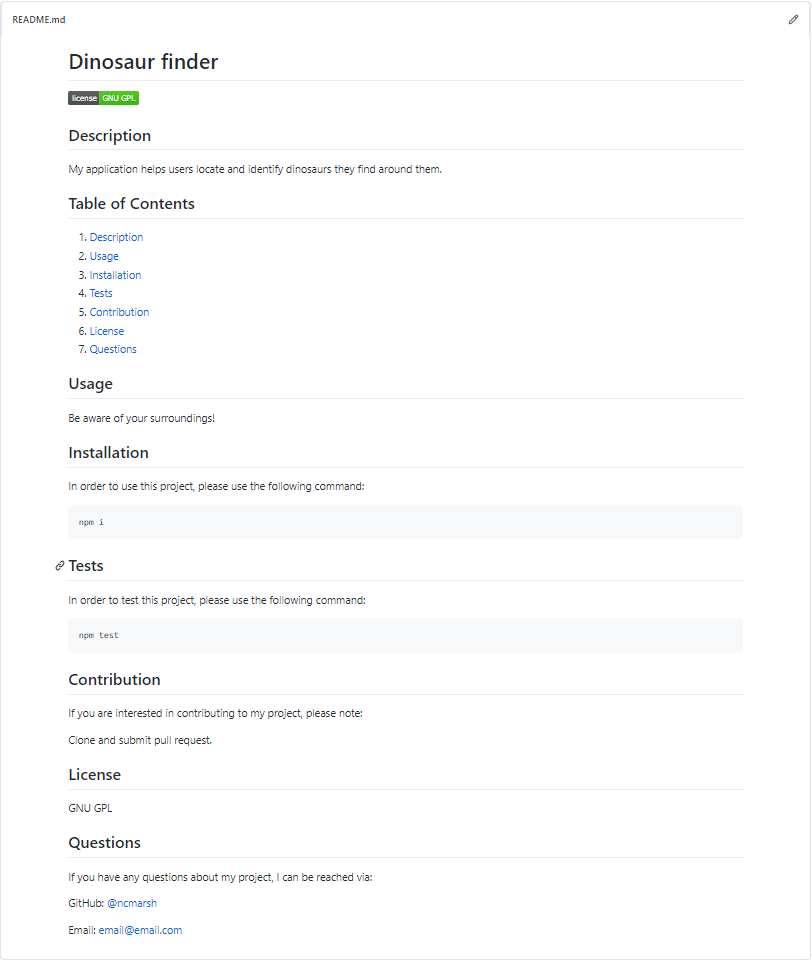 README.md
Dinosaur finder
license GNU GPL
Description
My application helps users locate and identify dinosaurs they find around them.
Table of Contents
1. Description
2. Usage
3. Installation
4. Tests
5. Contribution
6. License
7. Questions
Usage
Be aware of your surroundings!
Installation
In order to use this project, please use the following command:
npm i
Tests
In order to test this project, please use the following command:
npm test
Contribution
If you are interested in contributing to my project, please note:
Clone and submit pull request.
License
GNU GPL
Questions
If you have any questions about my project, I can be reached via:
GitHub: @ncmarsh
Email: email@email.com